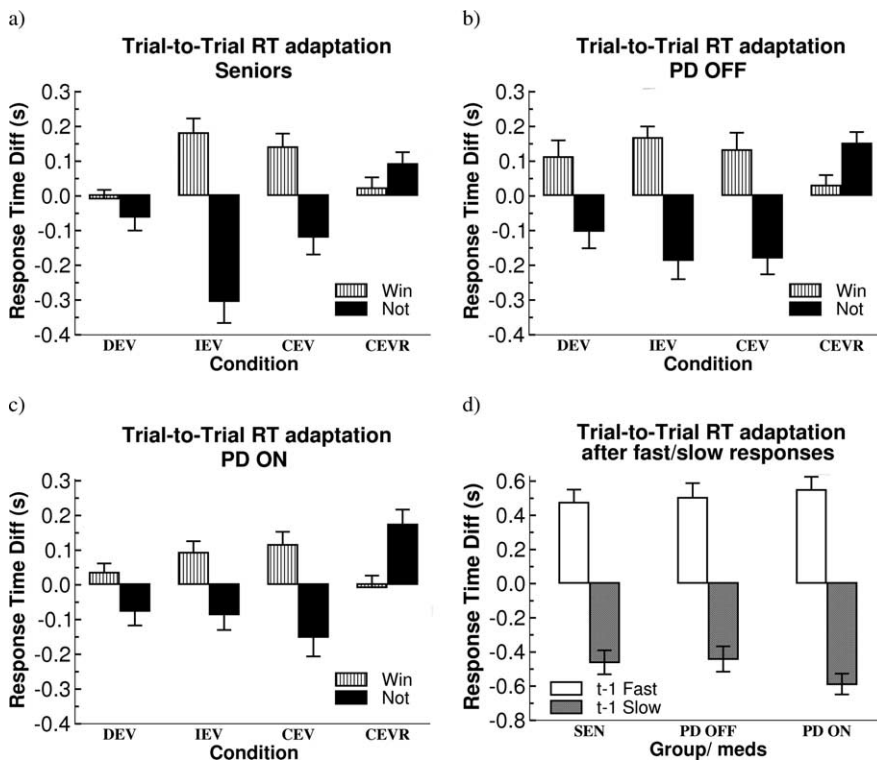 a)
Trial-to-Trial RT adaptation
Seniors
Response Time Diff (s)
0.3
0.2
0.1
0.0
-0.1
-0.2
-0.3
-0.4
Win
Not
DEV IEV CEV CEVR
Condition
b)
Trial-to-Trial RT adaptation
PD OFF
Response Time Diff (s)
0.3
0.2
0.1
0.0
-0.1
-0.2
-0.3
-0.4
Win
Not
DEV IEV CEV CEVR
Condition
c)
Trial-to-Trial RT adaptation
PD ON
Response Time Diff (s)
0.3
0.2
0.1
0.0
-0.1
-0.2
-0.3
-0.4
Win
Not
DEV IEV CEV CEVR
Condition
d)
Trial-to-Trial RT adaptation
after fast/slow responses
Response Time Diff (s)
0.6
0.4
0.2
0.0
-0.2
-0.4
-0.6
-0.8
t-1 Fast
t-1 Slow
SEN PD OFF PD ON
Group/ meds